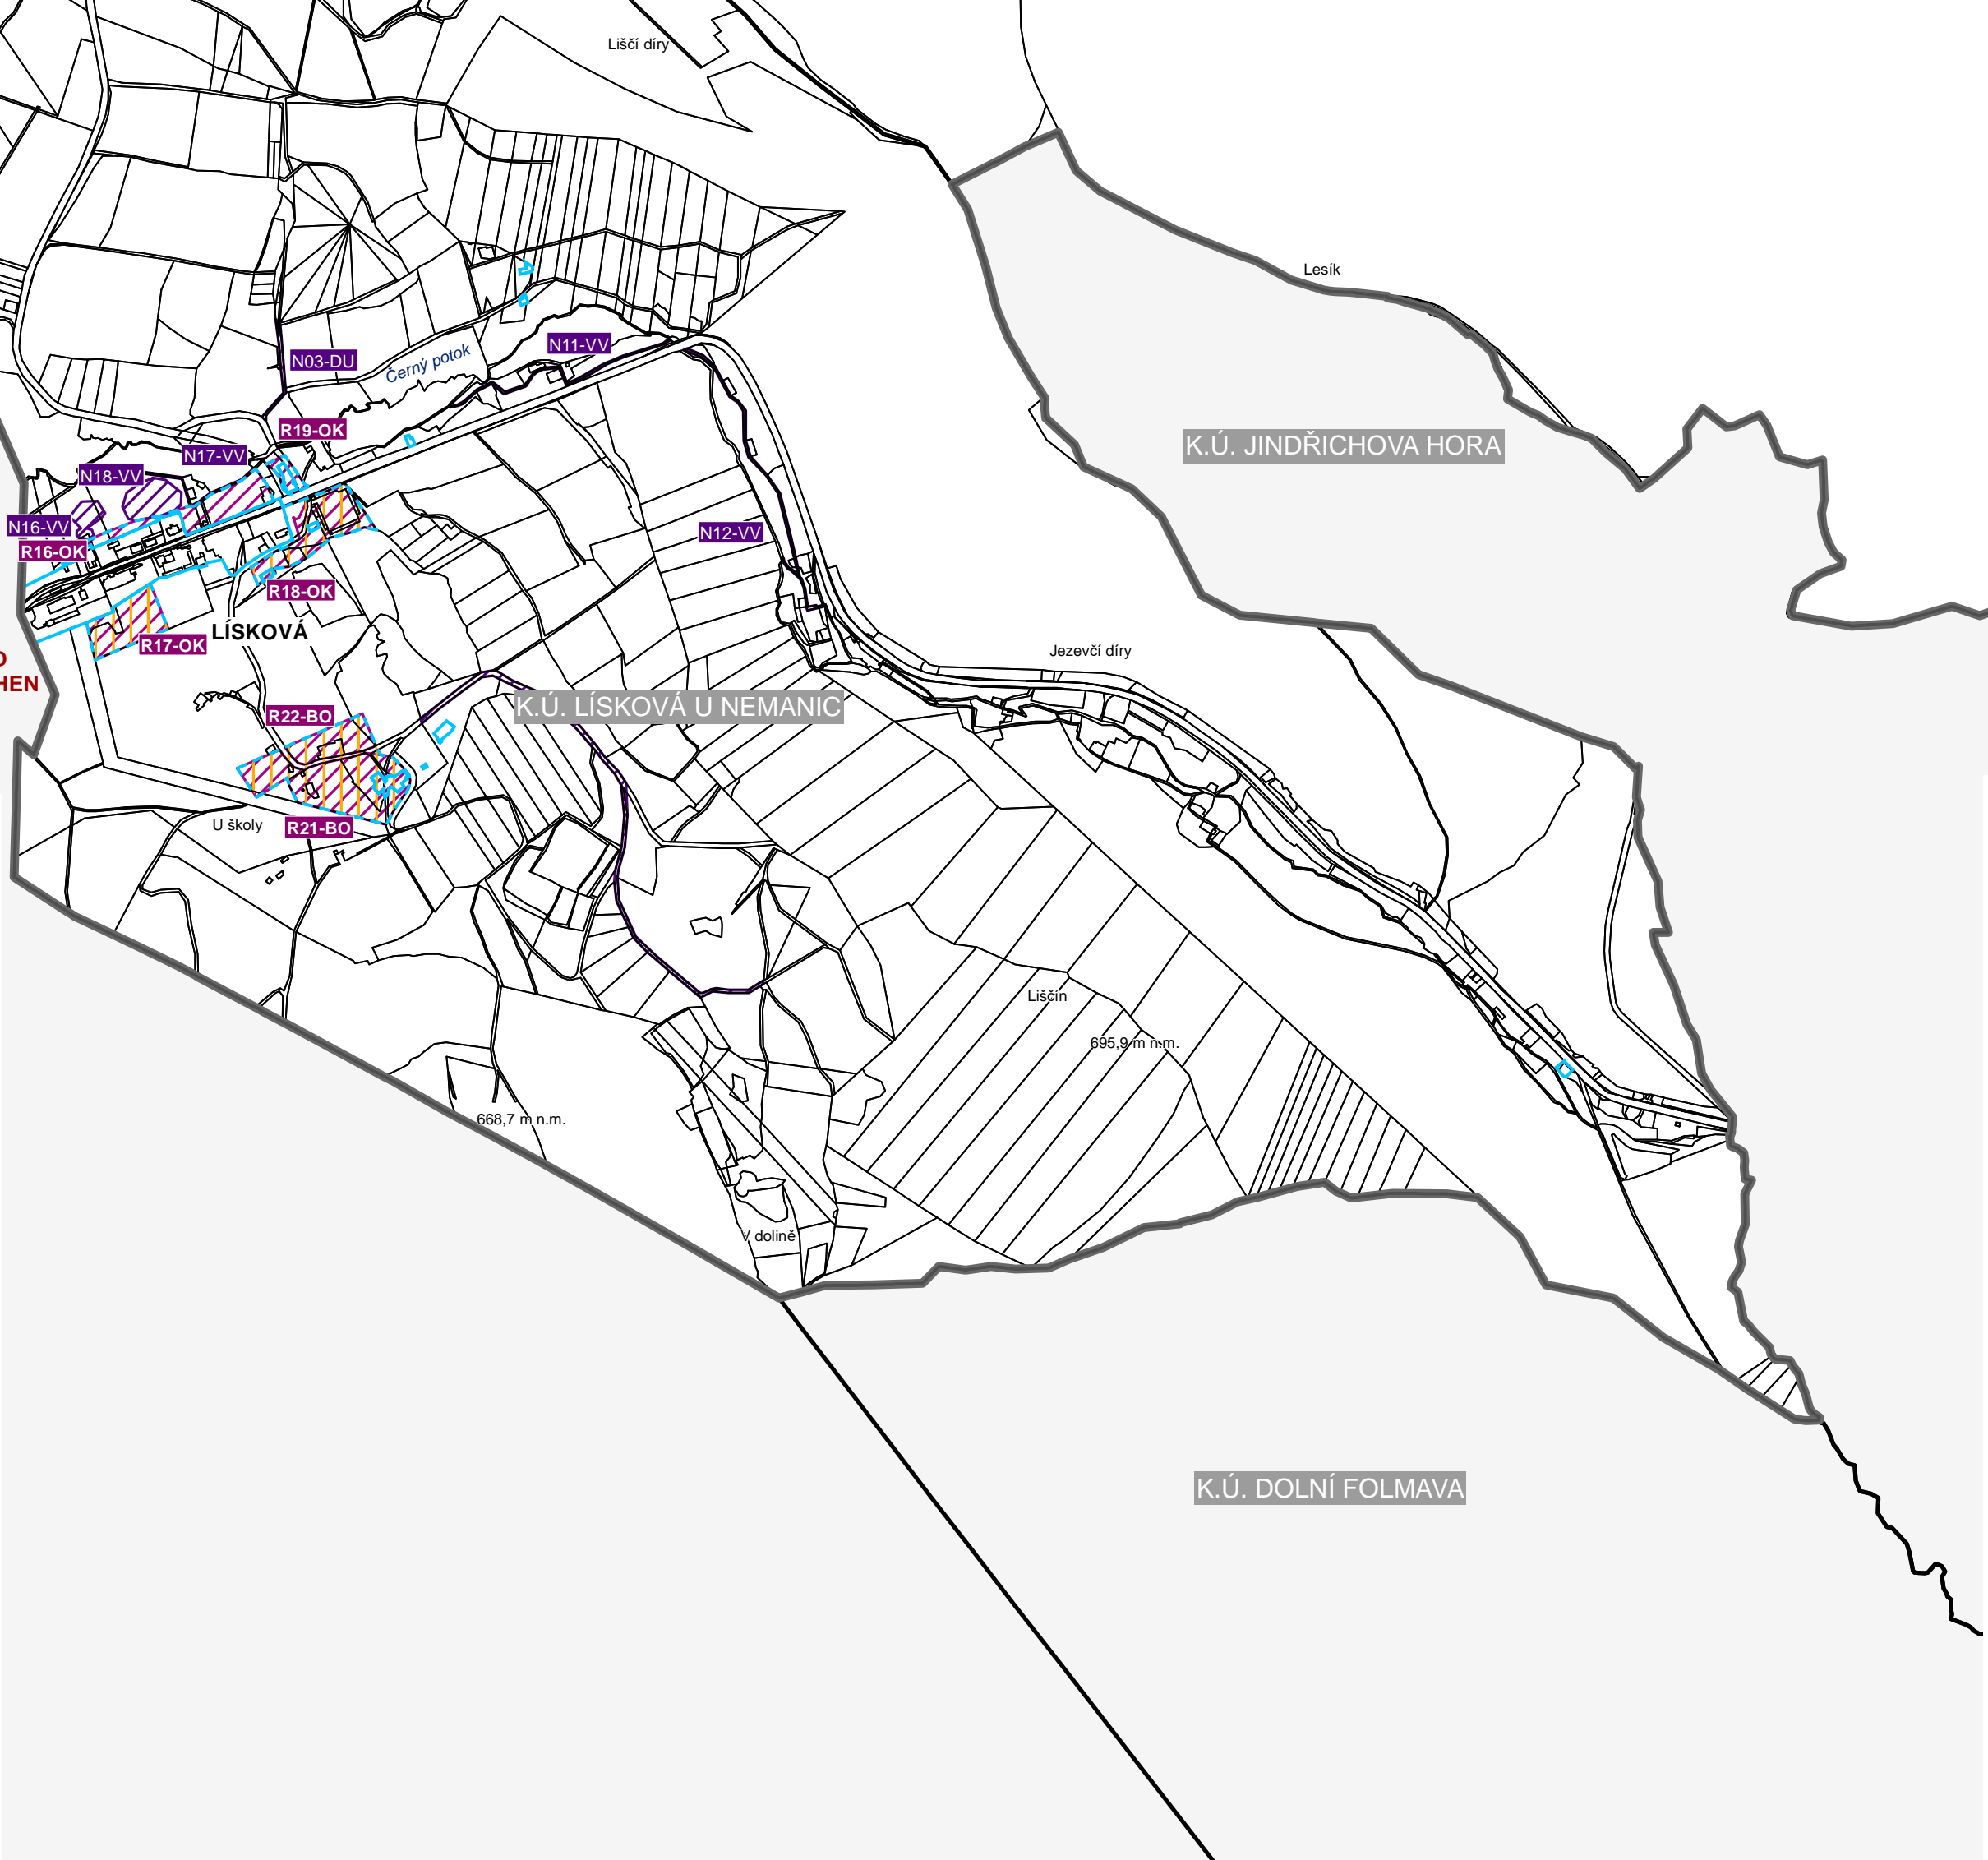 Liščí díry
Lesík
N03-DU
Černý potok
N11-VV
R19-OK
K.Ú. JINDŘICHOVA HORA
N17-VV
N18-VV
N16-VV
R16-OK
N12-VV
R18-OK
LÍSKOVÁ
R17-OK
Jezevčí díry
HEN
K.Ú. LÍSKOVÁ U NEMANIC
R22-BO
U školy
R21-BO
Liščín
695,9 m n.m.
668,7 m n.m.
V dolině
K.Ú. DOLNÍ FOLMAVA